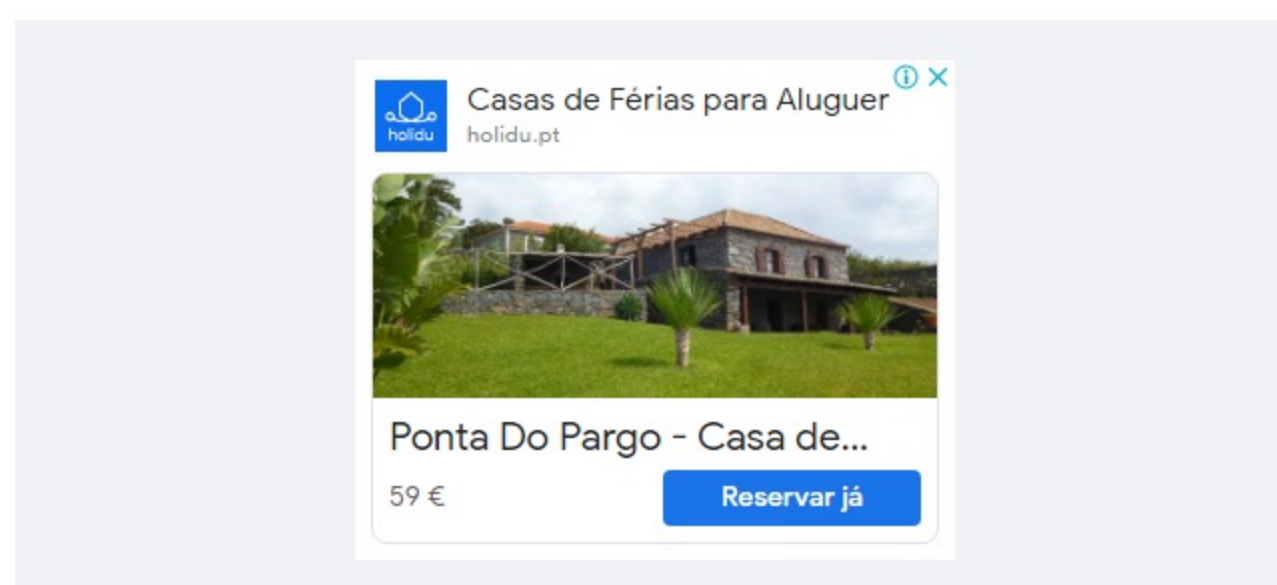 Casas de Férias para Aluguer
holidu
holidu.pt
Ponta Do Pargo - Casa de...
59 €
Reservar já